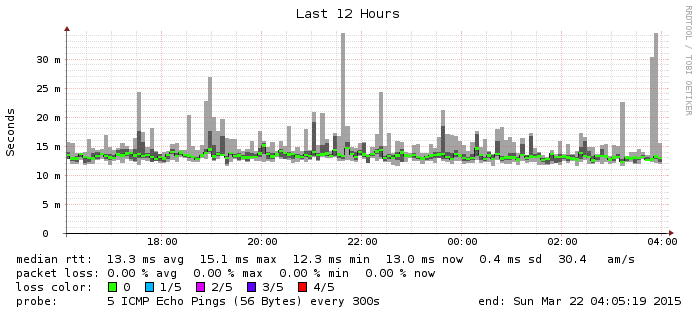 Last 12 Hours
RRDTOOL / TOBI OETIKER
Seconds
30 m
25 m
20 m
15 m
10 m
5 m
0
18:00 20:00 22:00 00:00 02:00 04:00
median rtt: 13.3 ms avg 15.1 ms max 12.3 ms min 13.0 ms now 0.4 ms sd 30.4 am/s
packet loss: 0.00 % avg 0.00 % max 0.00 % min 0.00 % now
loss color: 0 1/5 2/5 3/5 4/5
probe: 5 ICMP Echo Pings (56 Bytes) every 300s end: Sun Mar 22 04:05:19 2015